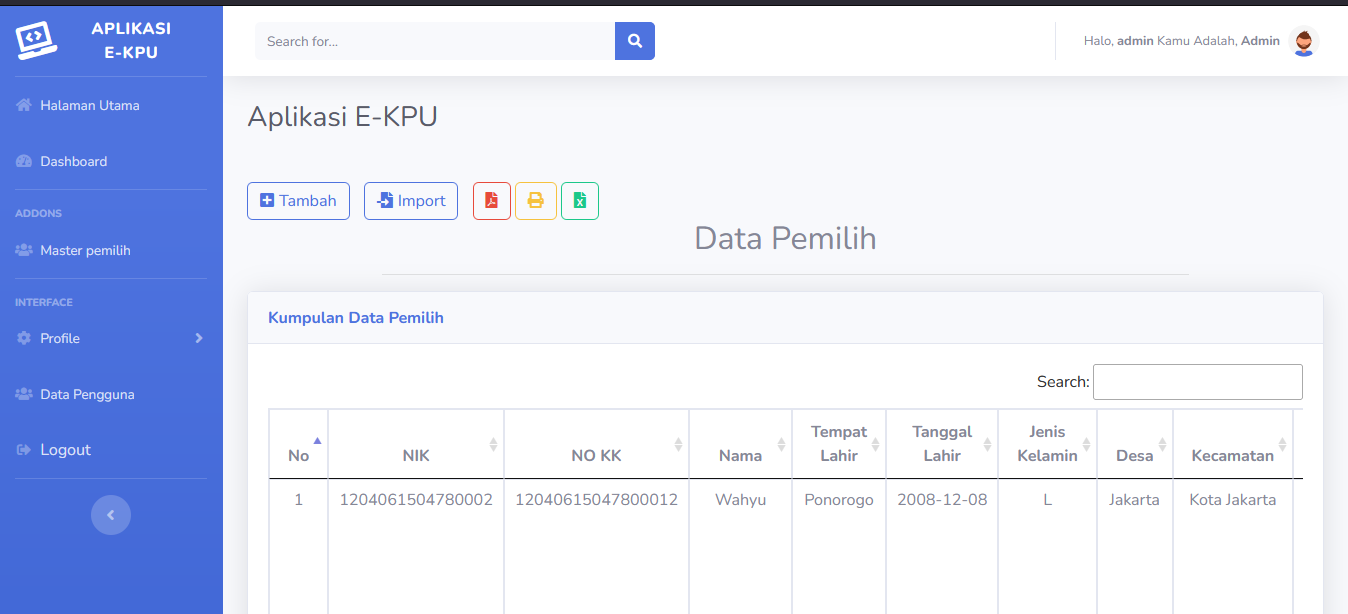 APLIKASI
E-KPU
Search for...
Halo, admin Kamu Adalah, Admin
Halaman Utama
Dashboard
ADDONS
Master pemilih
INTERFACE
Profile
Data Pengguna
Logout
Aplikasi E-KPU
Tambah Import
Data Pemilih
Kumpulan Data Pemilih
Search:
No NIK NO KK Nama Tempat Lahir Tanggal Lahir Jenis Kelamin Desa Kecamatan
1 1204061504780002 12040615047800012 Wahyu Ponorogo 2008-12-08 L Jakarta Kota Jakarta